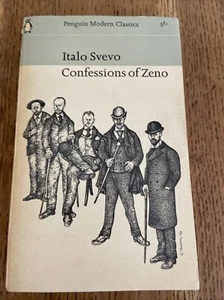 Penguin Modern Classics 5/-
Italo Svevo
Confessions of Zeno